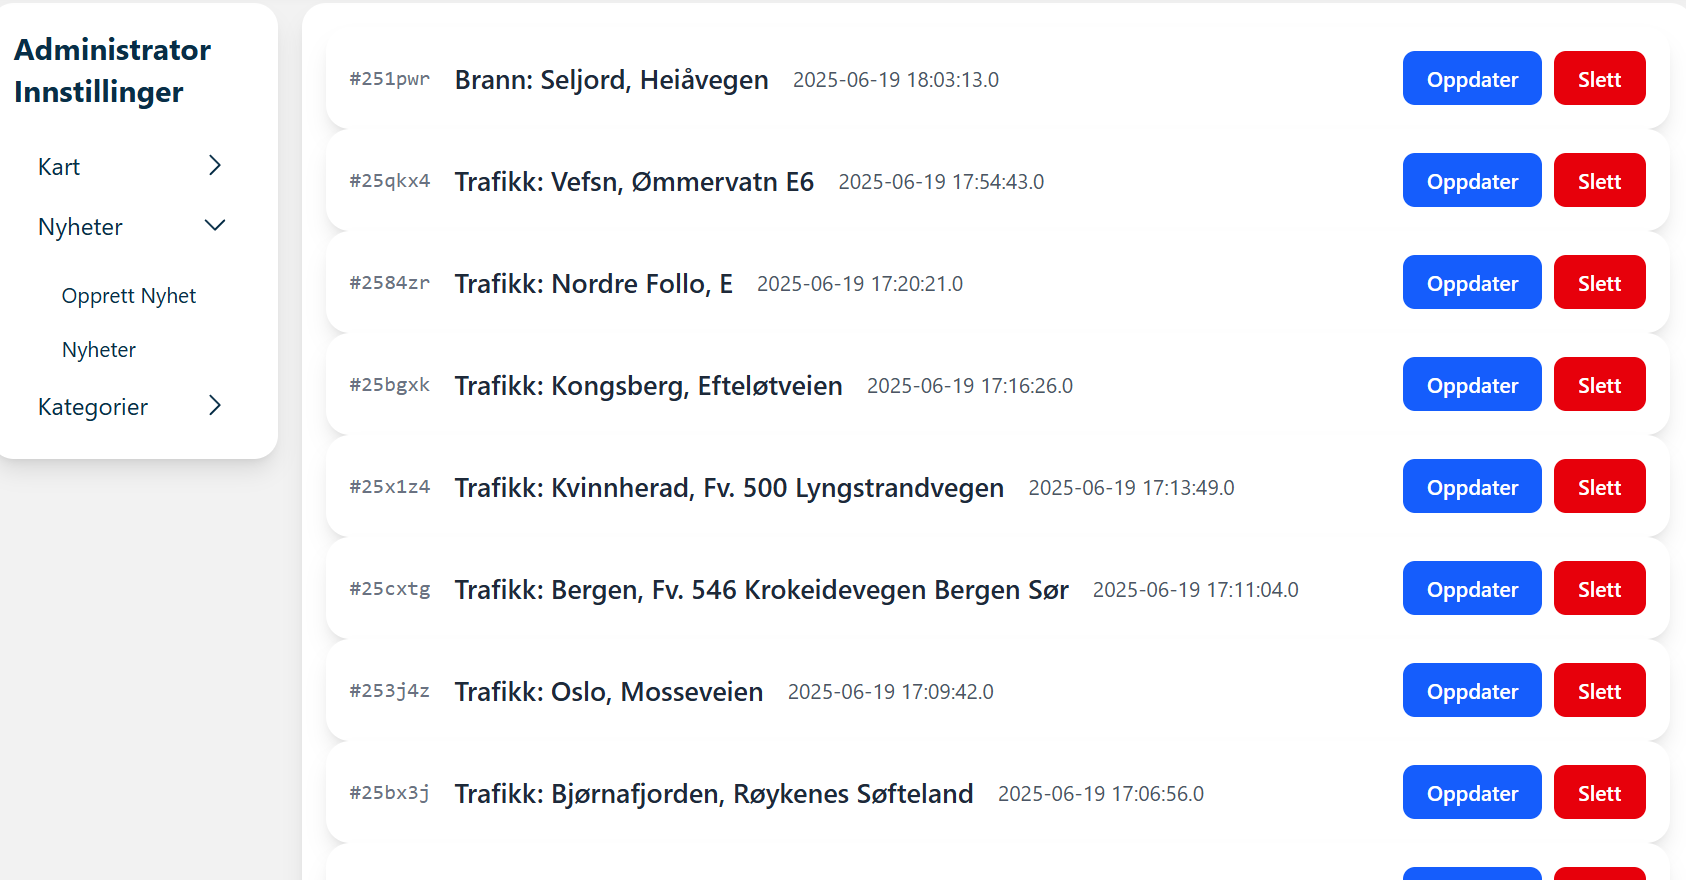 Administrator
Innstillinger
Kart
Nyheter
Opprett Nyhet
Nyheter
Kategorier
#251pwr Brann: Seljord, Heiåvegen 2025-06-19 18:03:13.0 Oppdater Slett
#25qkx4 Trafikk: Vefsn, Ømmervatn E6 2025-06-19 17:54:43.0 Oppdater Slett
#2584zr Trafikk: Nordre Follo, E 2025-06-19 17:20:21.0 Oppdater Slett
#25bgxk Trafikk: Kongsberg, Efteløtveien 2025-06-19 17:16:26.0 Oppdater Slett
#25x1z4 Trafikk: Kvinnherad, Fv. 500 Lyngstrandvegen 2025-06-19 17:13:49.0 Oppdater Slett
#25cxtg Trafikk: Bergen, Fv. 546 Krokeidevegen Bergen Sør 2025-06-19 17:11:04.0 Oppdater Slett
#253j4z Trafikk: Oslo, Mosseveien 2025-06-19 17:09:42.0 Oppdater Slett
#25bx3j Trafikk: Bjørnafjorden, Røykenes Søfteland 2025-06-19 17:06:56.0 Oppdater Slett